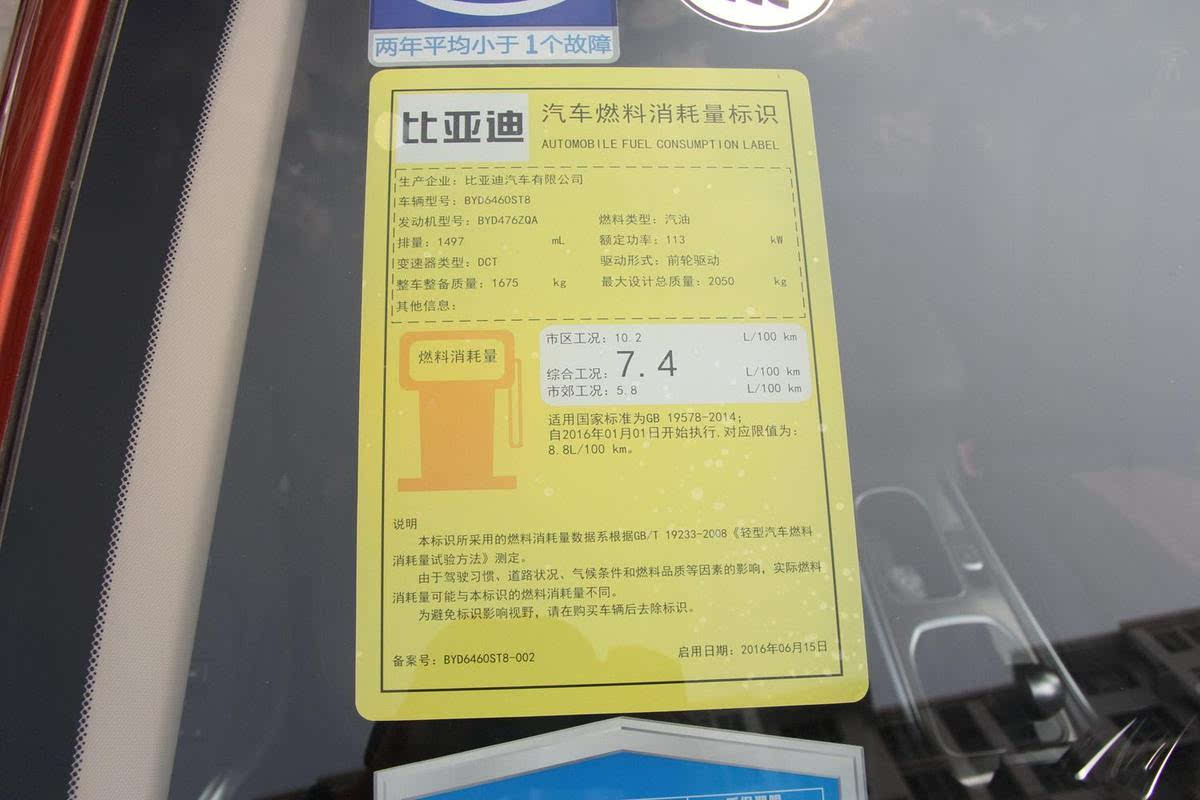 两年平均小于1个故障
比亚迪
汽车燃料消耗量标识
AUTOMOBILE FUEL CONSUMPTION LABEL
生产企业：比亚迪汽车有限公司
车辆型号：BYD6460ST8
发动机型号：BYD476ZQA 燃料类型：汽油
排量：1497 mL 额定功率：113 kW
变速器类型：DCT 驱动形式：前轮驱动
整车整备质量：1675 kg 最大设计总质量：2050 kg
其他信息：
燃料消耗量
市区工况：10.2 L/100 km
综合工况：7.4 L/100 km
市郊工况：5.8 L/100 km
适用国家标准为GB 19578-2014；
自2016年01月01日开始执行.对应限值为：
8.8L/100 km。
说明
本标识所采用的燃料消耗量数据系根据GB/T 19233-2008《轻型汽车燃料
消耗量试验方法》测定。
由于驾驶习惯、道路状况、气候条件和燃料品质等因素的影响，实际燃料
消耗量可能与本标识的燃料消耗量不同。
为避免标识影响视野，请在购买车辆后去除标识。
备案号：BYD6460ST8-002 启用日期：2016年06月15日